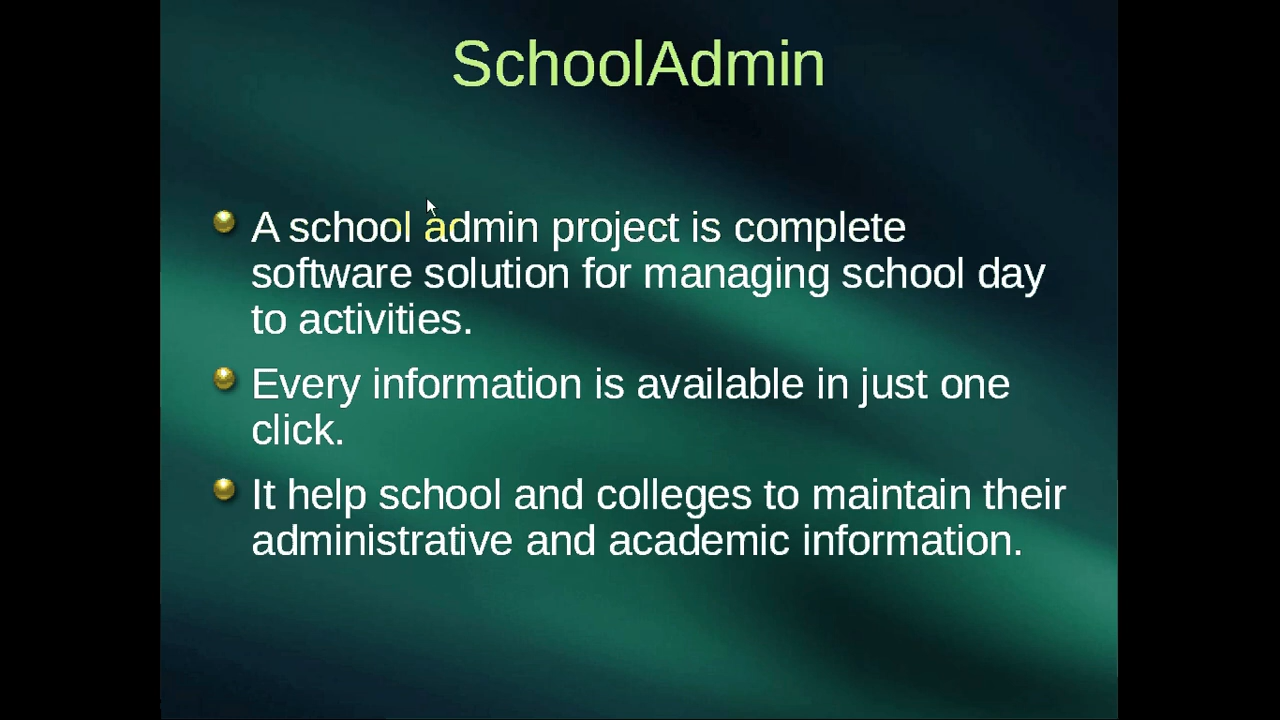 SchoolAdmin
A school admin project is complete
software solution for managing school day
to activities.
Every information is available in just one
click.
It help school and colleges to maintain their
administrative and academic information.